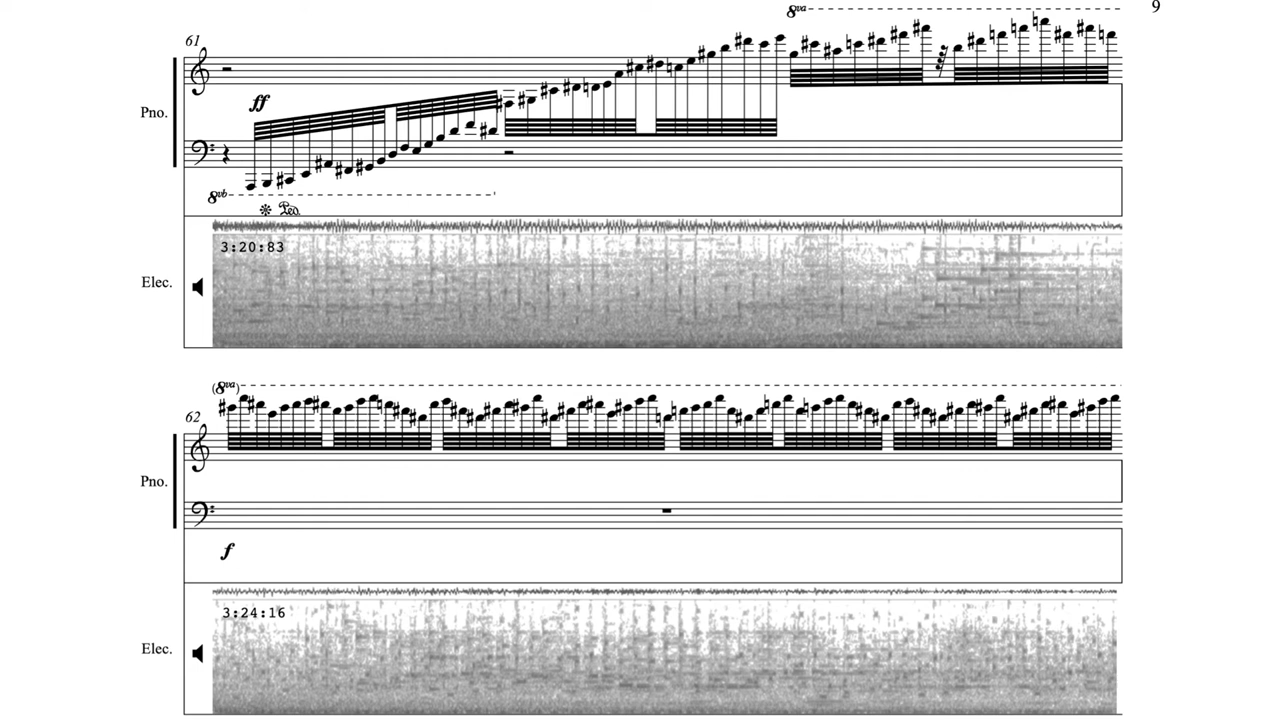 9
8va
61
ff
Pno.
8vb
Ped.
3:20:83
Elec.
(8va)
62
Pno.
f
3:24:16
Elec.